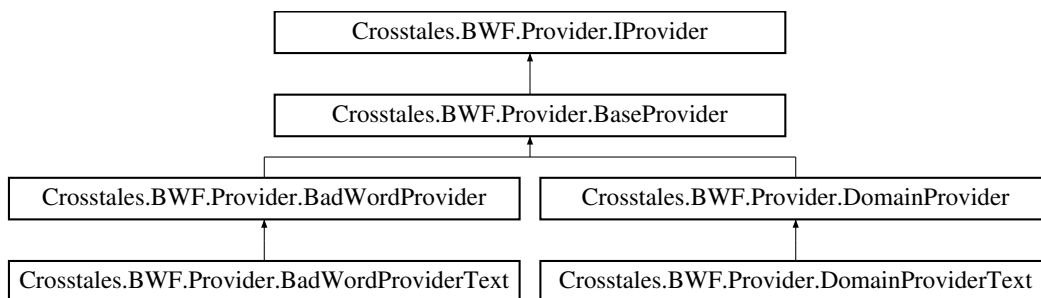 Crosstales.BWF.Provider.IProvider
Crosstales.BWF.Provider.BaseProvider
Crosstales.BWF.Provider.BadWordProvider
Crosstales.BWF.Provider.DomainProvider
Crosstales.BWF.Provider.BadWordProviderText
Crosstales.BWF.Provider.DomainProviderText